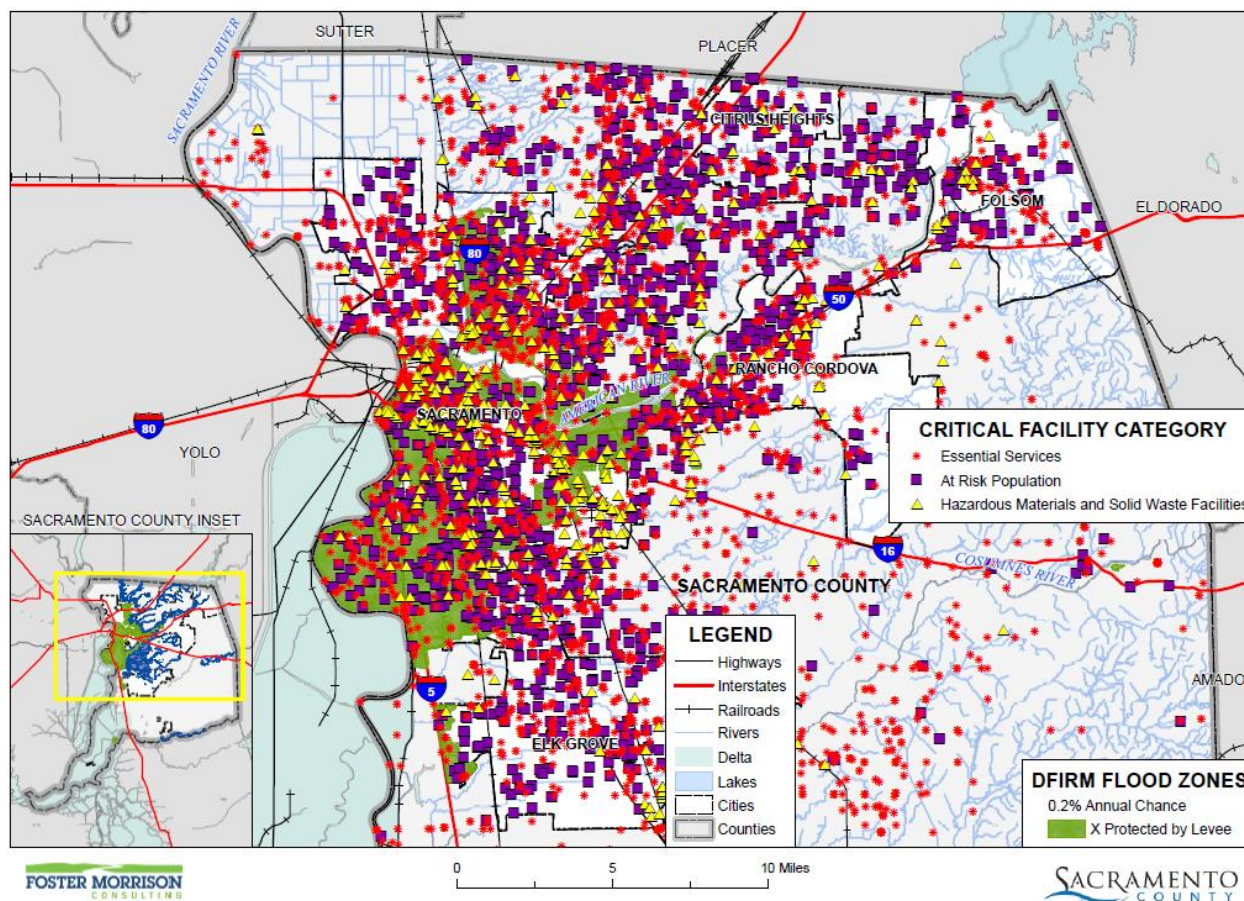 SUTTER
PLACER
SACRAMENTO RIVER
CITRUS HEIGHTS
FOLSOM
EL DORADO
80
50
RANCHO CORDOVA
AMERICAN RIVER
SACRAMENTO
80
YOLO
CRITICAL FACILITY CATEGORY
Essential Services
At Risk Population
Hazardous Materials and Solid Waste Facilities
SACRAMENTO COUNTY INSET
16
COSUMNES RIVER
SACRAMENTO COUNTY
LEGEND
Highways
Interstates
Railroads
Rivers
Delta
Lakes
Cities
Counties
5
AMADO
ELK GROVE
DFIRM FLOOD ZONES
0.2% Annual Chance
X Protected by Levee
FOSTER MORRISON
CONSULTING
0 5 10 Miles
SACRAMENTO
COUNTY